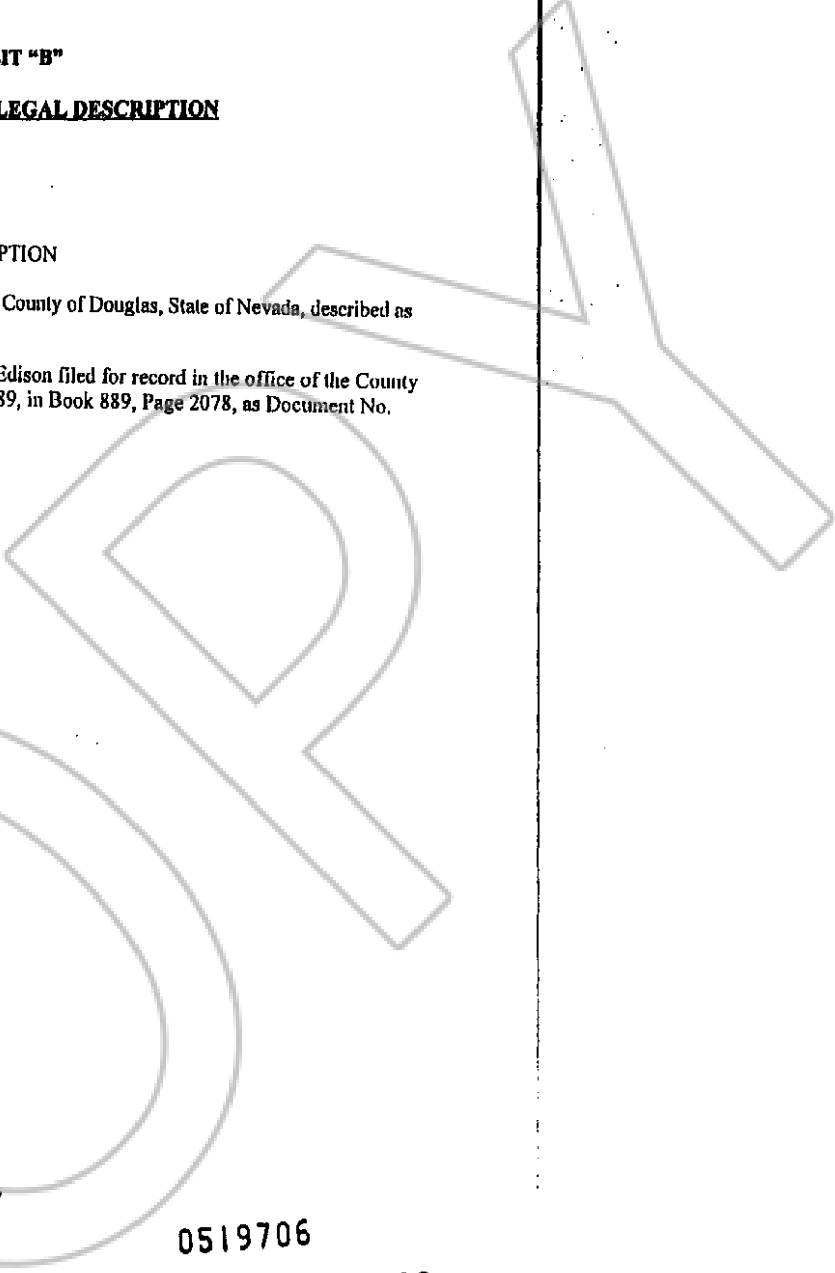 IT “B”
LEGAL DESCRIPTION
PTION
County of Douglas, State of Nevada, described as
Edison filed for record in the office of the County
89, in Book 889, Page 2078, as Document No.
OPY
0519706